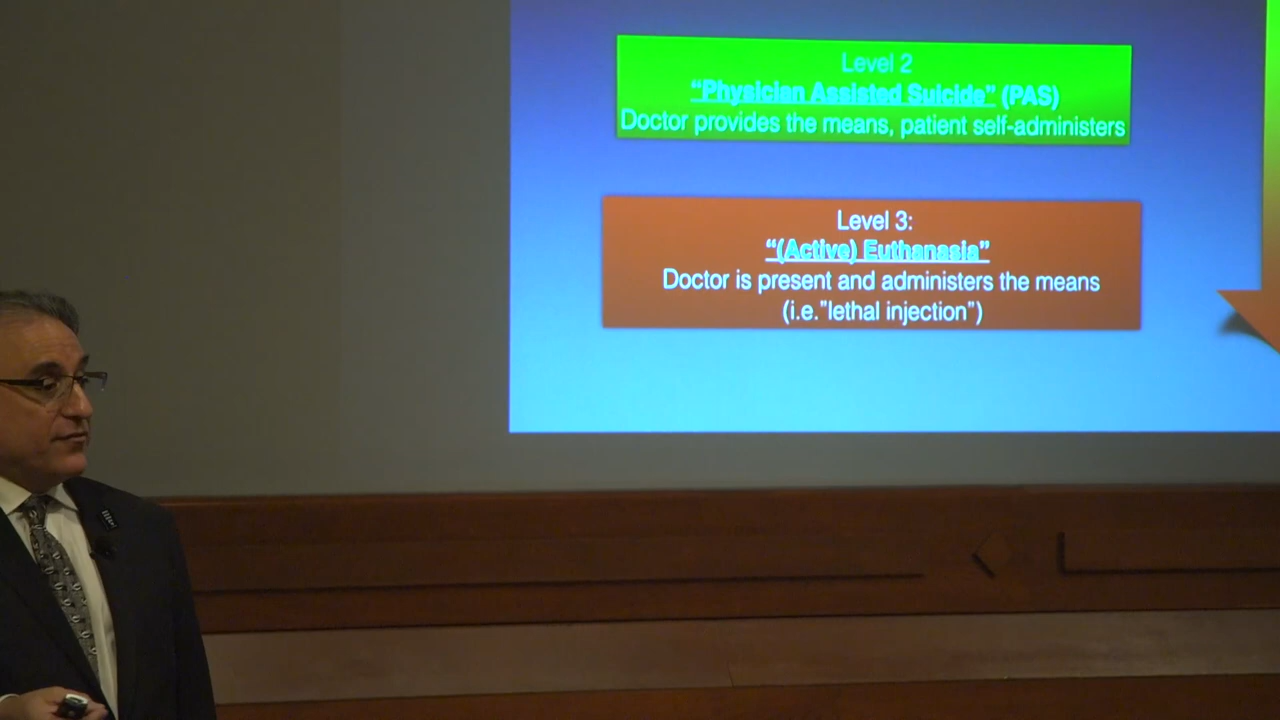 Level 2
“Physician Assisted Suicide” (PAS)
Doctor provides the means, patient self-administers
Level 3:
“(Active) Euthanasia”
Doctor is present and administers the means
(i.e.”lethal injection”)